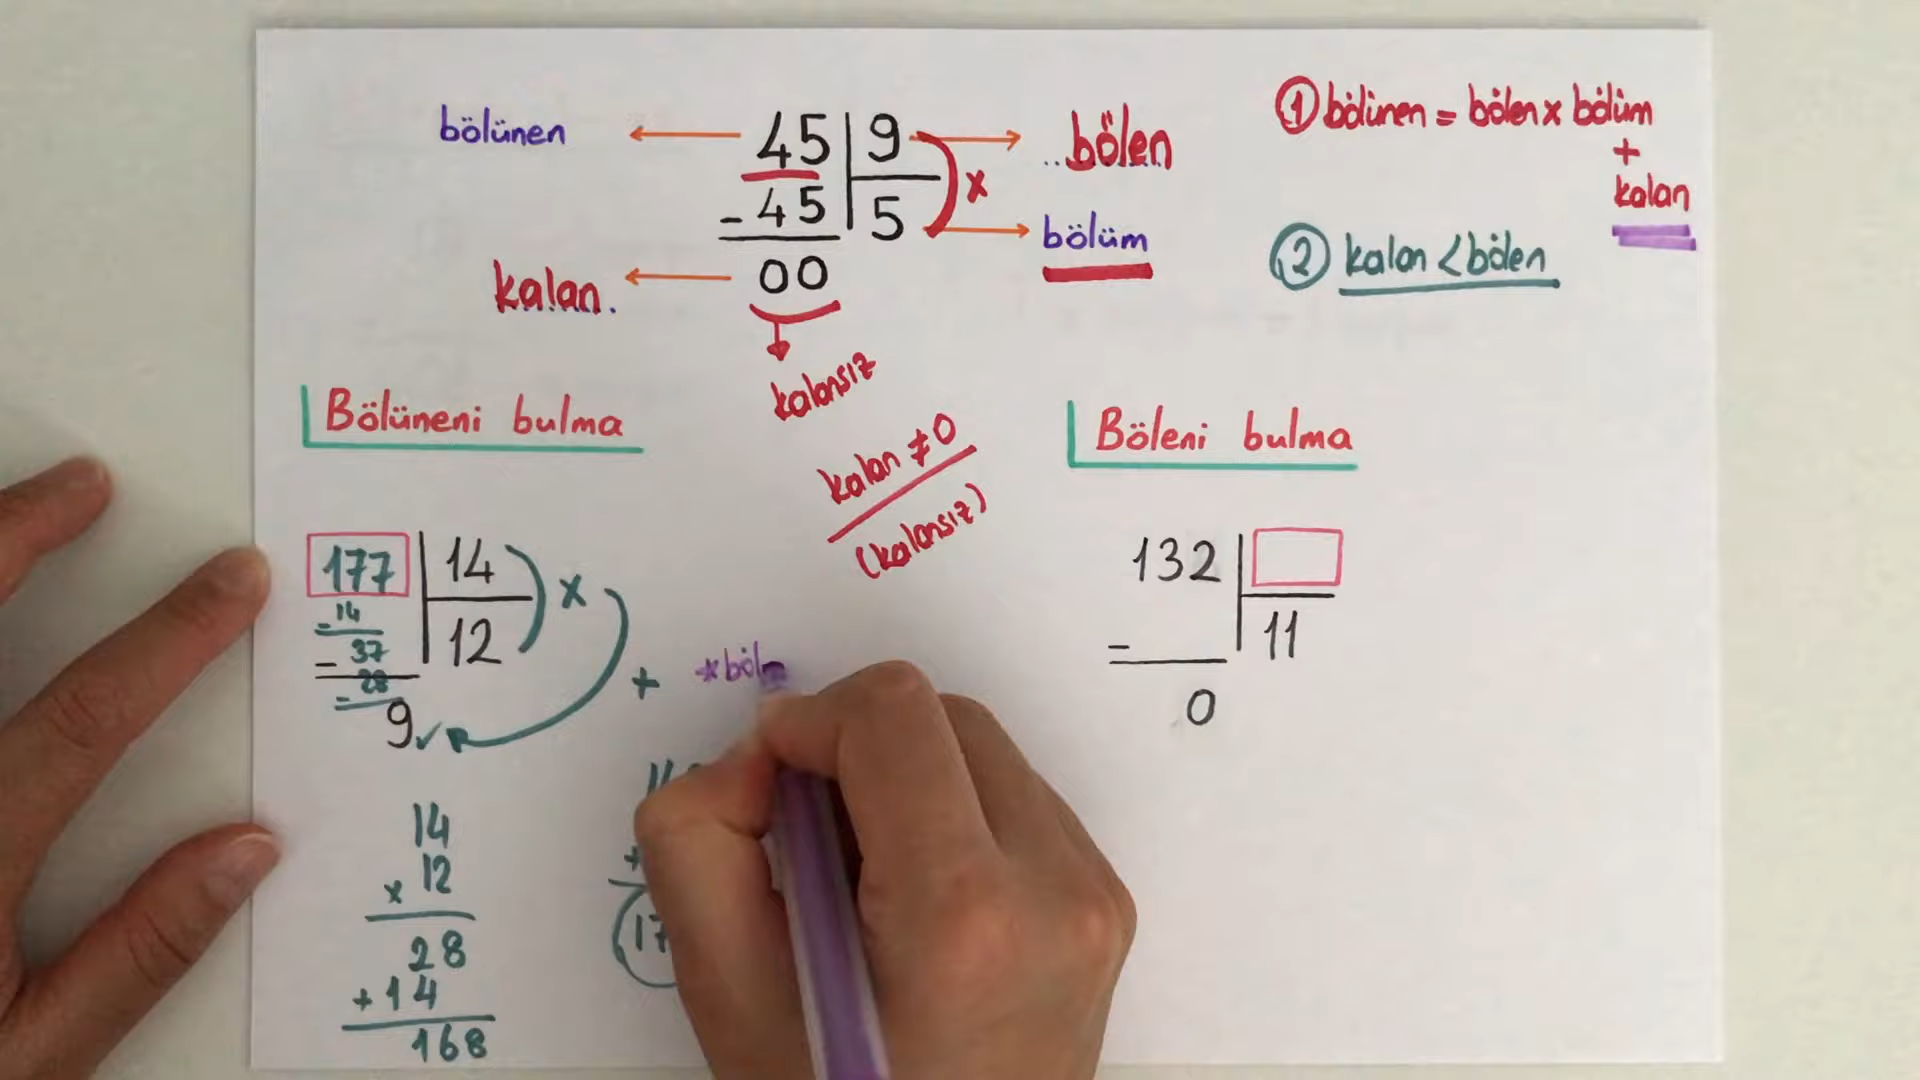 bölünen
45 9
- 45 5
00
bölen
x
bölüm
kalan
kalansız
kalan ≠ 0
(kalansız)
① bölünen = bölen x bölüm
+
kalan
② kalan < bölen
Bölüneni bulma
177 14
- 14 12
37
- 28
9
x
+
14
x 12
28
+ 14
168
Böleni bulma
132
11
-
0